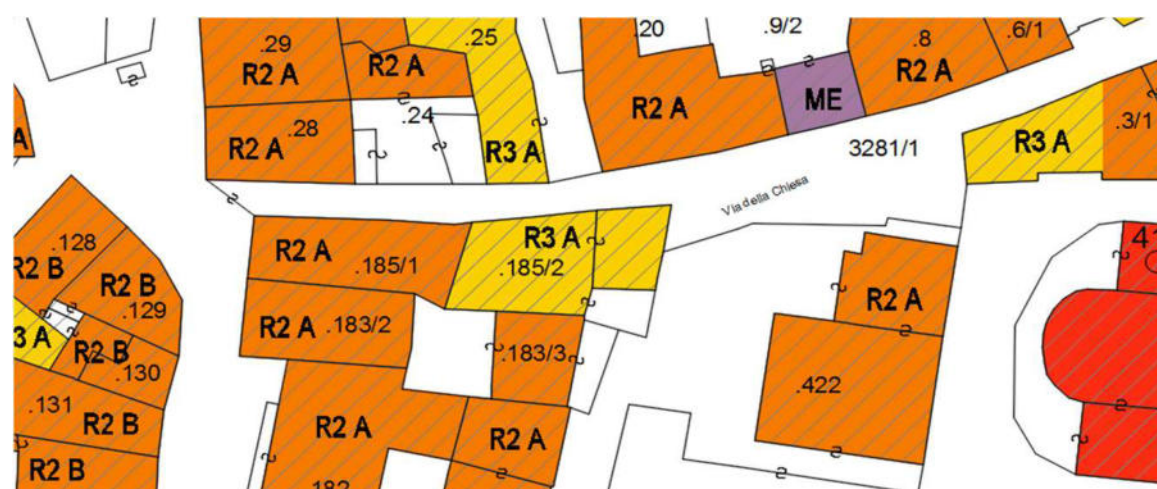 .29
R2 A
R2 A
.25
.20
.9/2
.8
R2 A
.6/1
R2 A
ME
.24
.28
R2 A
R3 A
3281/1
R3 A
.3/1
A
Via della Chiesa
.128
R2 B
R2 B
.129
R2 A
.185/1
R3 A
.185/2
R2 A
3 A
R2 B
.130
R2 A
.183/2
.183/3
.422
.131
R2 B
R2 A
R2 A
R2 B
182